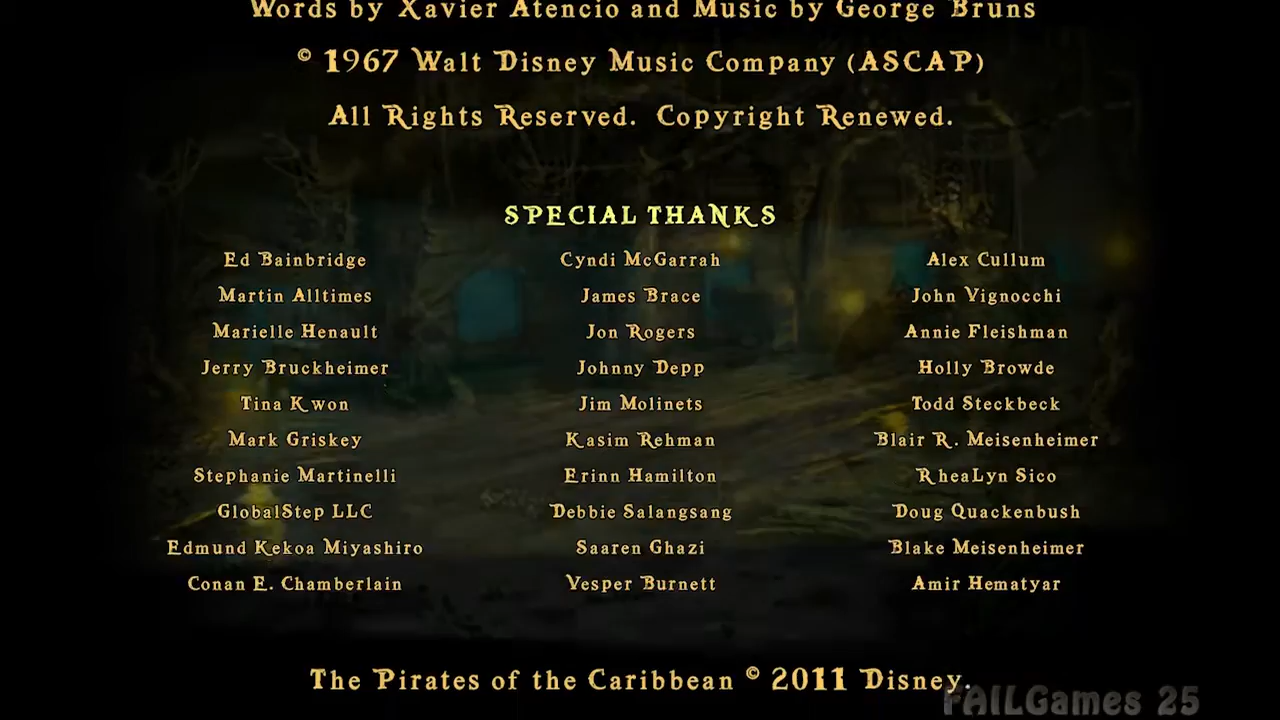 Words by Xavier Atencio and Music by George Bruns
© 1967 Walt Disney Music Company (ASCAP)
All Rights Reserved. Copyright Renewed.
SPECIAL THANKS
Ed Bainbridge Cyndi McGarrah Alex Cullum
Martin Alltimes James Brace John Vignocchi
Marielle Henault Jon Rogers Annie Fleishman
Jerry Bruckheimer Johnny Depp Holly Browde
Tina Kwon Jim Molinets Todd Steckbeck
Mark Griskey Kasim Rehman Blair R. Meisenheimer
Stephanie Martinelli Erinn Hamilton RheaLyn Sico
GlobalStep LLC Debbie Salangsang Doug Quackenbush
Edmund Kekoa Miyashiro Saaren Ghazi Blake Meisenheimer
Conan E. Chamberlain Vesper Burnett Amir Hematyar
The Pirates of the Caribbean © 2011 Disney.
FAILGames 25